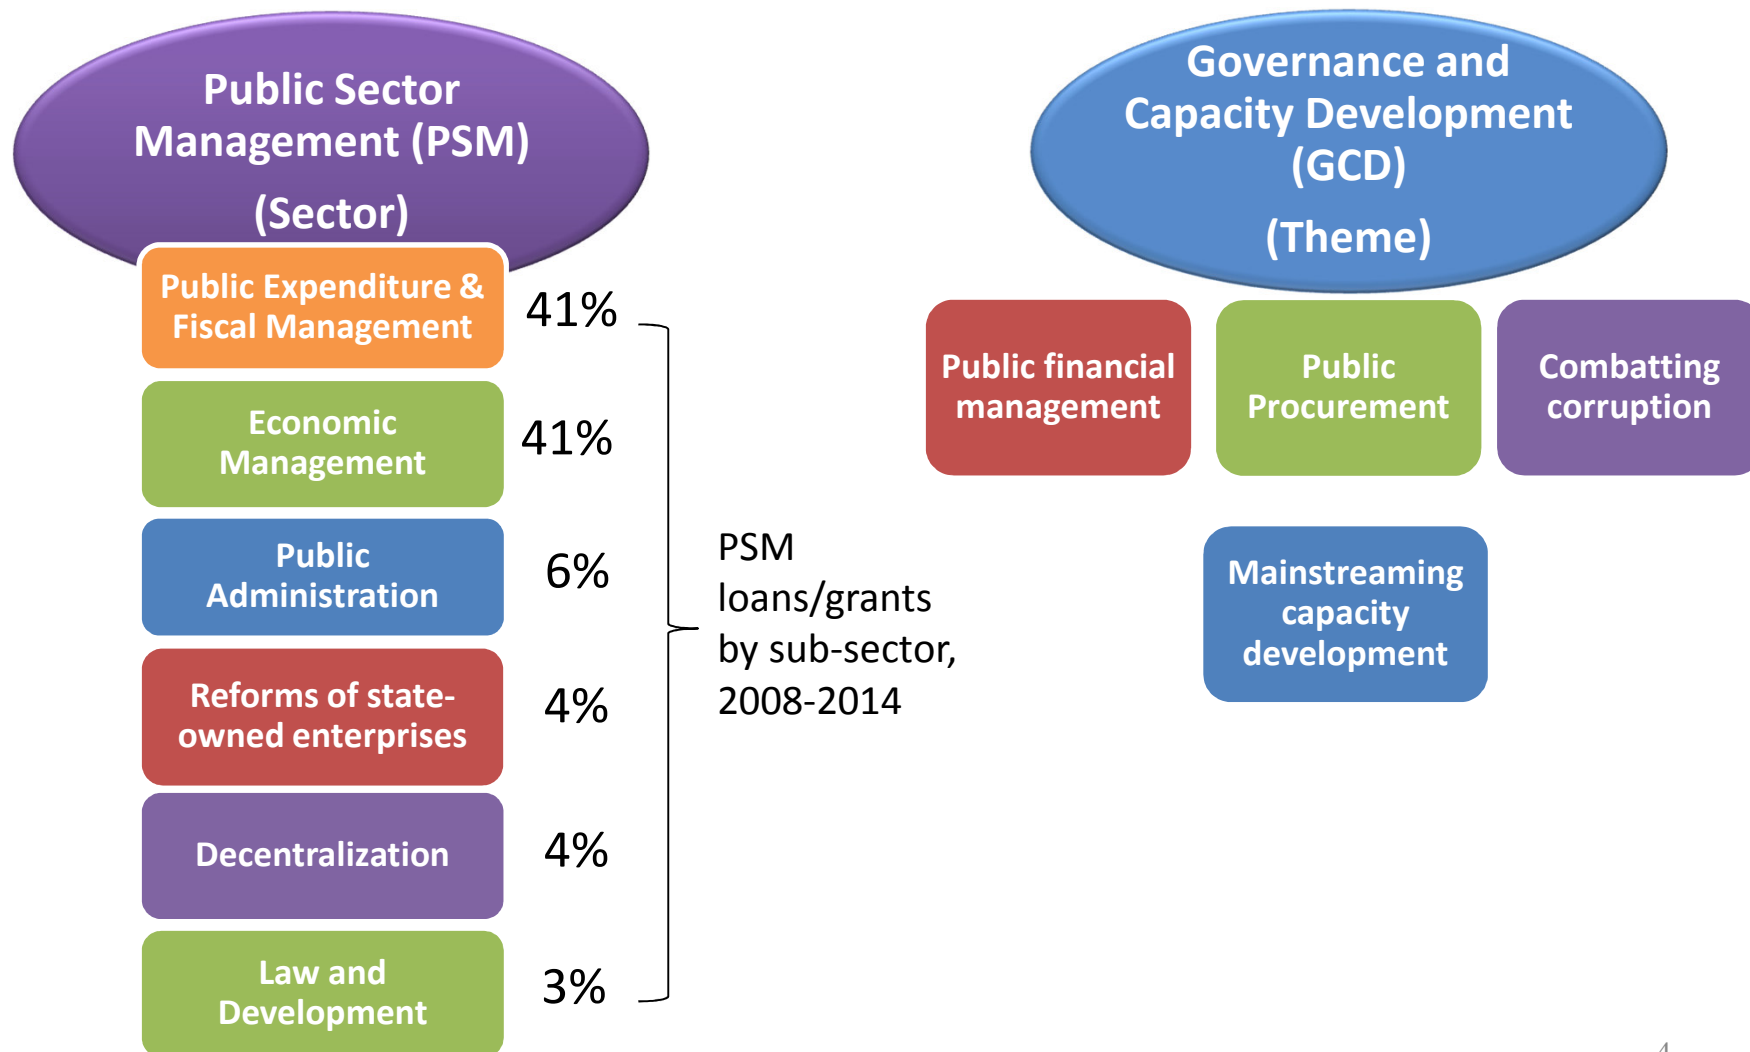 Public Sector
Management (PSM)
(Sector)
Public Expenditure &
Fiscal Management
41%
Economic
Management
41%
Public
Administration
6%
Reforms of state-
owned enterprises
4%
Decentralization
4%
Law and
Development
3%
PSM
loans/grants
by sub-sector,
2008-2014
Governance and
Capacity Development
(GCD)
(Theme)
Public financial
management
Public
Procurement
Combatting
corruption
Mainstreaming
capacity
development
4